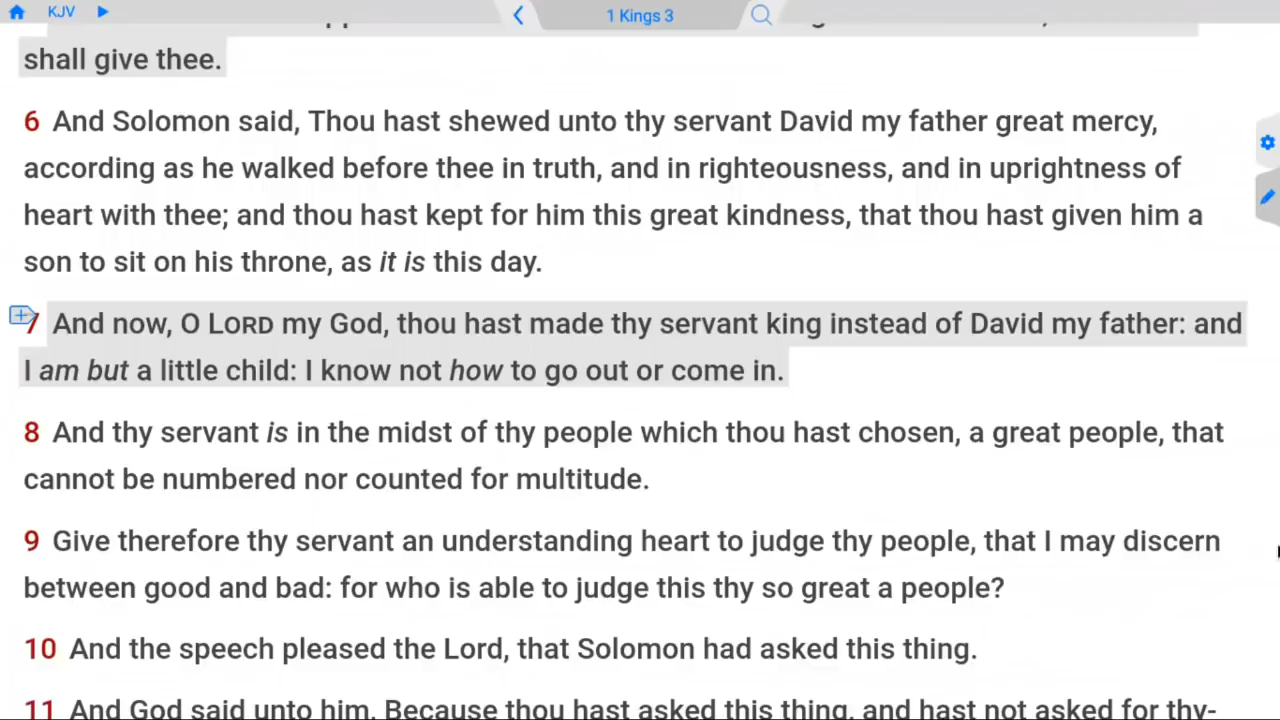 KJV
1 Kings 3
shall give thee.
6 And Solomon said, Thou hast shewed unto thy servant David my father great mercy,
according as he walked before thee in truth, and in righteousness, and in uprightness of
heart with thee; and thou hast kept for him this great kindness, that thou hast given him a
son to sit on his throne, as it is this day.
7 And now, O LORD my God, thou hast made thy servant king instead of David my father: and
I am but a little child: I know not how to go out or come in.
8 And thy servant is in the midst of thy people which thou hast chosen, a great people, that
cannot be numbered nor counted for multitude.
9 Give therefore thy servant an understanding heart to judge thy people, that I may discern
between good and bad: for who is able to judge this thy so great a people?
10 And the speech pleased the Lord, that Solomon had asked this thing.
11 And God said unto him, Because thou hast asked this thing, and hast not asked for thy-